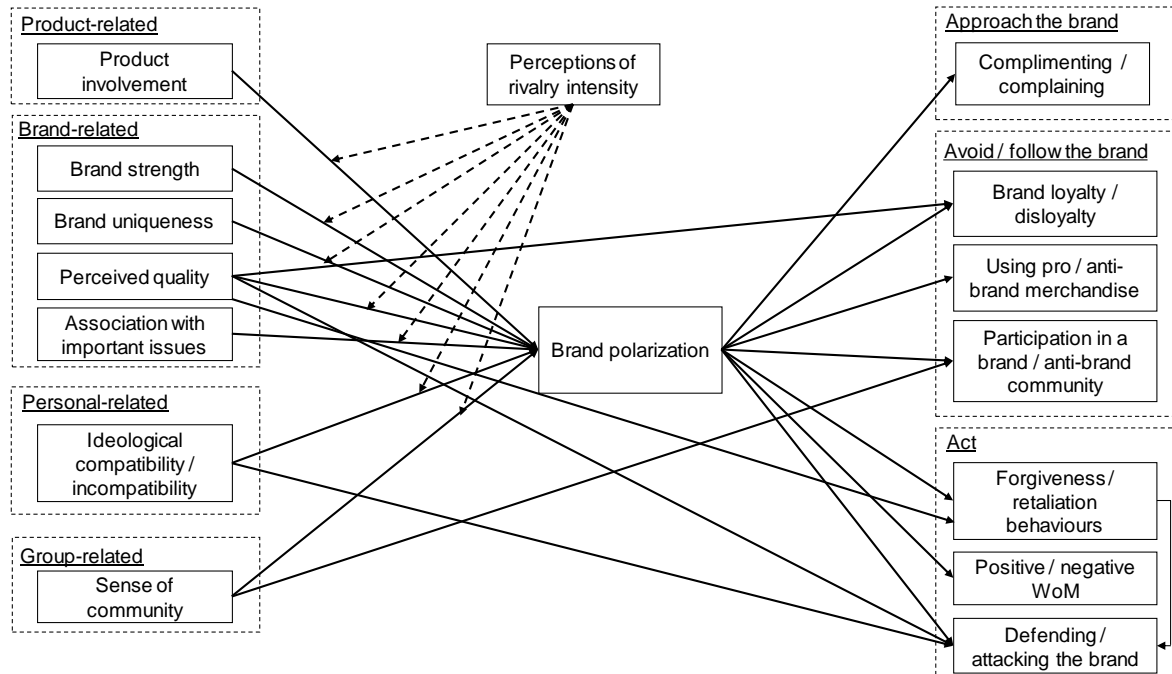 Product-related
Product
involvement
Brand-related
Brand strength
Brand uniqueness
Perceived quality
Association with
important issues
Personal-related
Ideological
compatibility /
incompatibility
Group-related
Sense of
community
Perceptions of
rivalry intensity
Brand polarization
Approach the brand
Complimenting /
complaining
Avoid / follow the brand
Brand loyalty /
disloyalty
Using pro / anti-
brand merchandise
Participation in a
brand / anti-brand
community
Act
Forgiveness /
retaliation
behaviours
Positive / negative
WoM
Defending /
attacking the brand